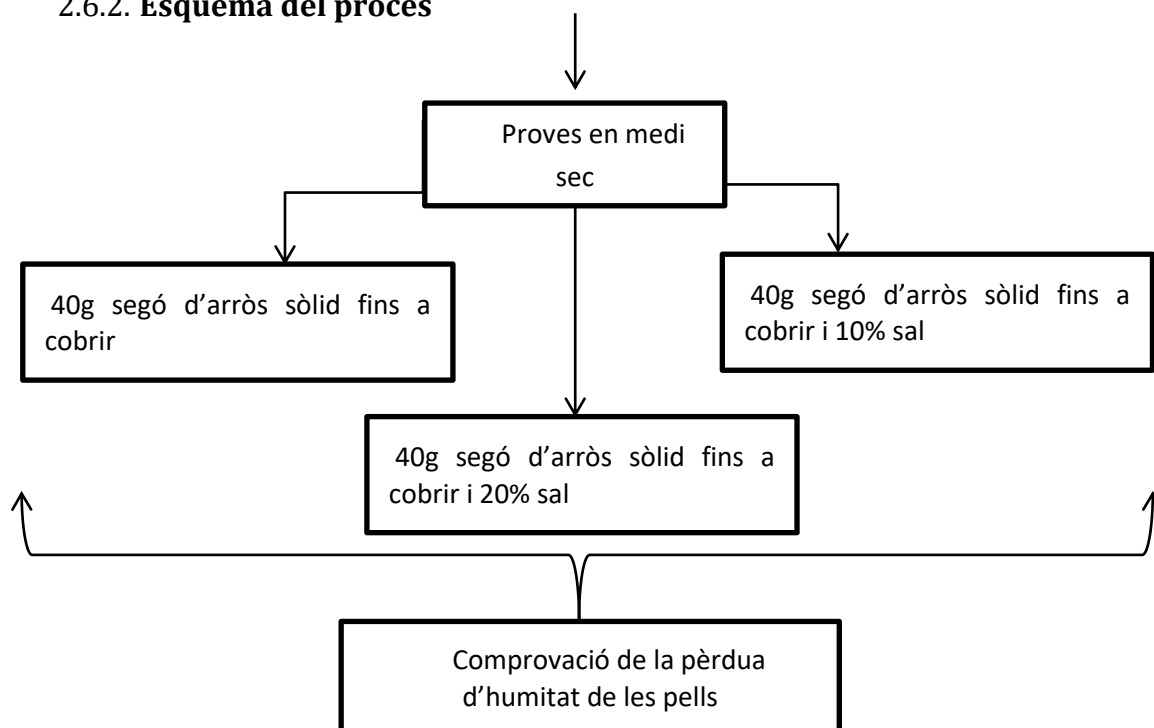 2.6.2. Esquema del procés
Proves en medi
sec
40g segó d’arròs sòlid fins a
cobrir
40g segó d’arròs sòlid fins a
cobrir i 10% sal
40g segó d’arròs sòlid fins a
cobrir i 20% sal
Comprovació de la pèrdua
d’humitat de les pells